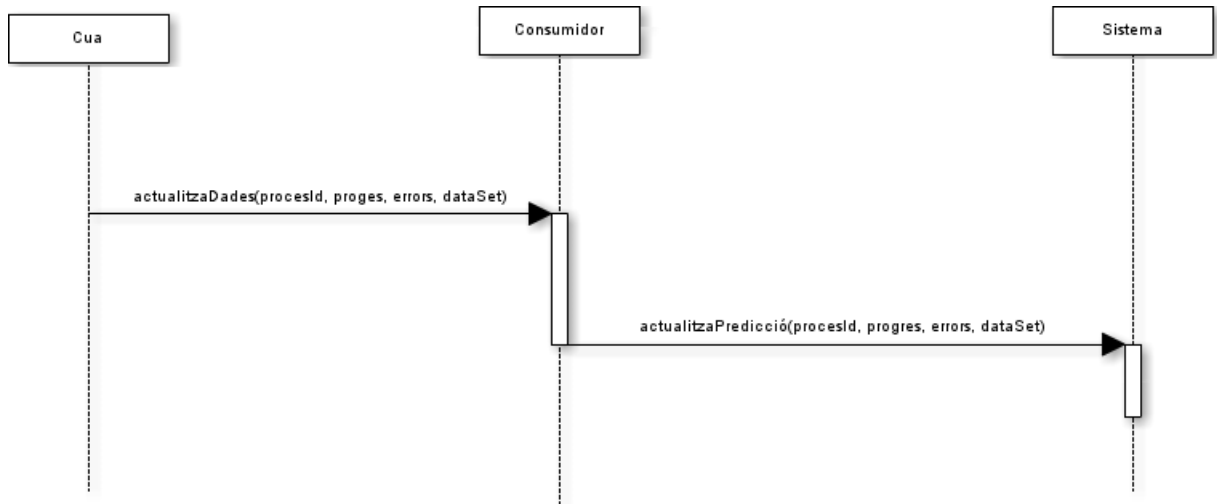 Cua
Consumidor
Sistema
actualitzaDades(procesId, proges, errors, dataSet)
actualitzaPredicció(procesId, progres, errors, dataSet)